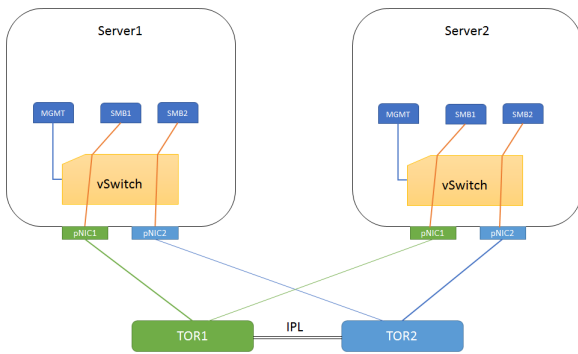 Server1
Server2
MGMT
SMB1
SMB2
MGMT
SMB1
SMB2
vSwitch
vSwitch
pNIC1
pNIC2
pNIC1
pNIC2
TOR1
IPL
TOR2